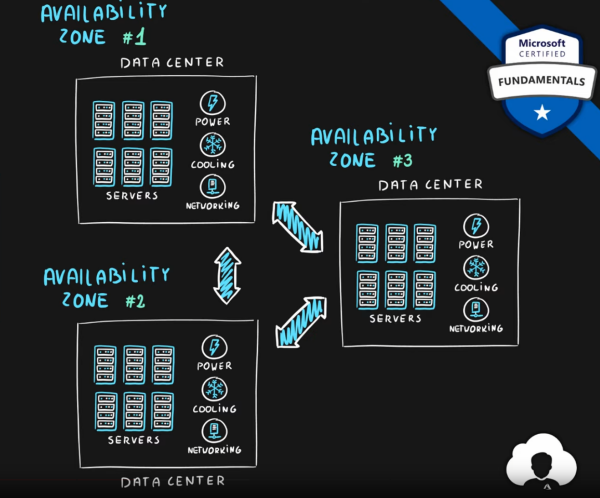 AVAILABILITY
ZONE #1
DATA CENTER
POWER
COOLING
NETWORKING
SERVERS
Microsoft
CERTIFIED
FUNDAMENTALS
AVAILABILITY
ZONE #3
DATA CENTER
POWER
COOLING
NETWORKING
SERVERS
AVAILABILITY
ZONE #2
POWER
COOLING
NETWORKING
SERVERS
DATA CENTER